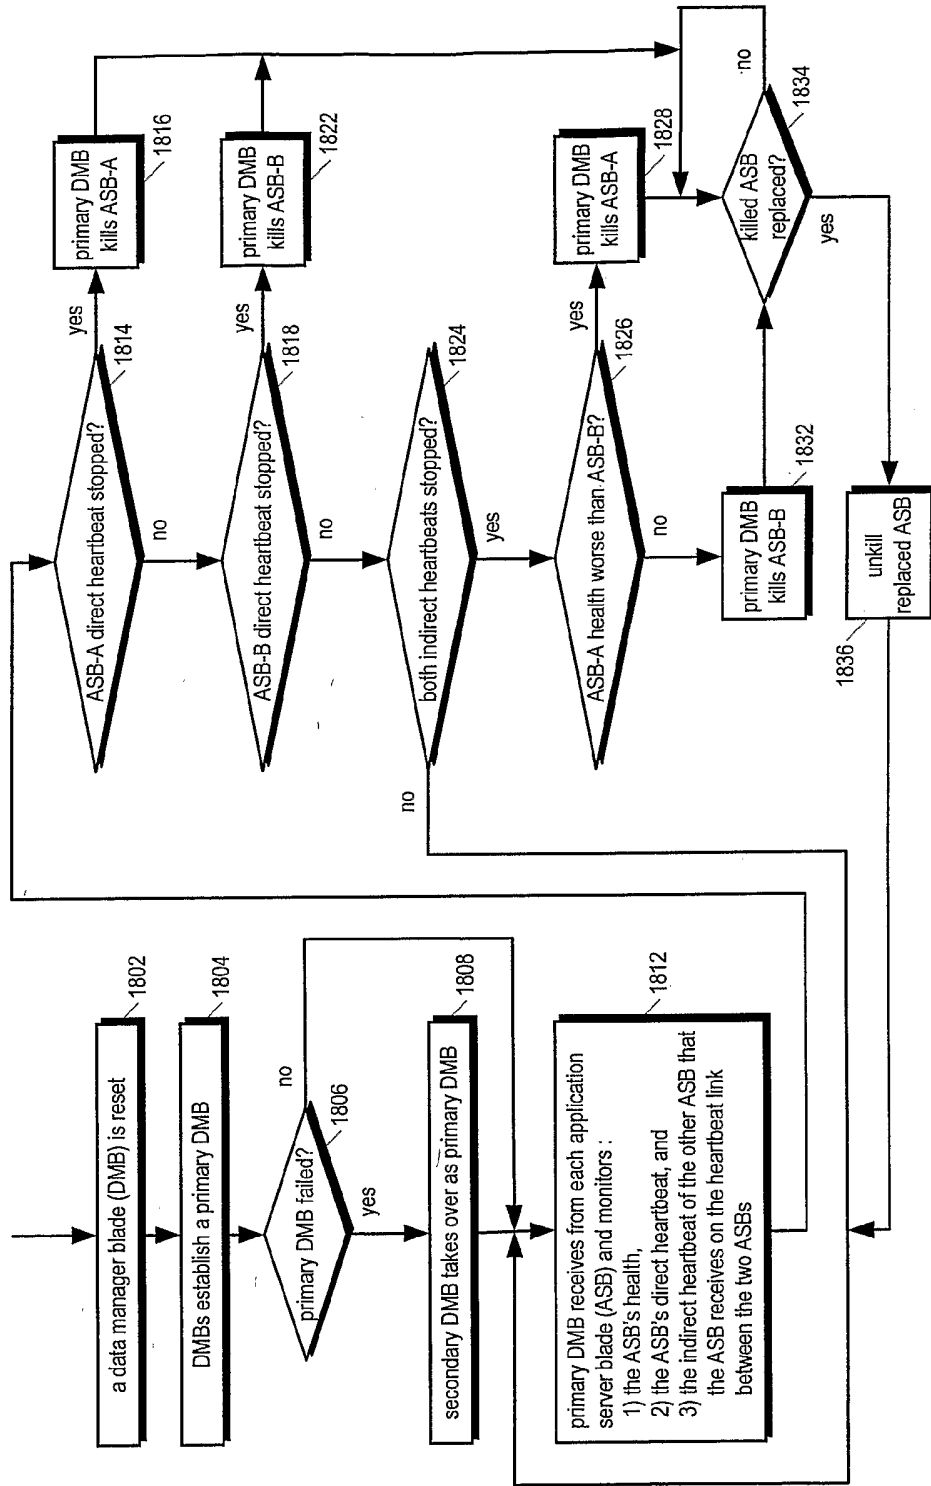 a data manager blade (DMB) is reset
1802
DMBs establish a primary DMB
1804
primary DMB failed?
1806
no
yes
secondary DMB takes over as primary DMB
1808
primary DMB receives from each application
server blade (ASB) and monitors :
1) the ASB's health,
2) the ASB's direct heartbeat, and
3) the indirect heartbeat of the other ASB that
the ASB receives on the heartbeat link
between the two ASBs
1812
ASB-A direct heartbeat stopped?
1814
yes
no
primary DMB
kills ASB-A
1816
ASB-B direct heartbeat stopped?
1818
yes
no
primary DMB
kills ASB-B
1822
both indirect heartbeats stopped?
1824
no
yes
ASB-A health worse than ASB-B?
1826
yes
no
primary DMB
kills ASB-A
1828
primary DMB
kills ASB-B
1832
killed ASB
replaced?
1834
no
yes
unkill
replaced ASB
1836